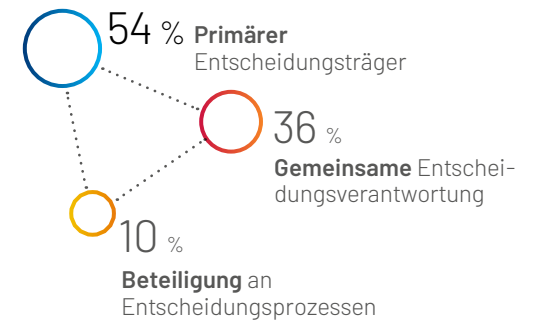 54 % Primärer
Entscheidungsträger
36 %
Gemeinsame Entschei-
dungsverantwortung
10 %
Beteiligung an
Entscheidungsprozessen